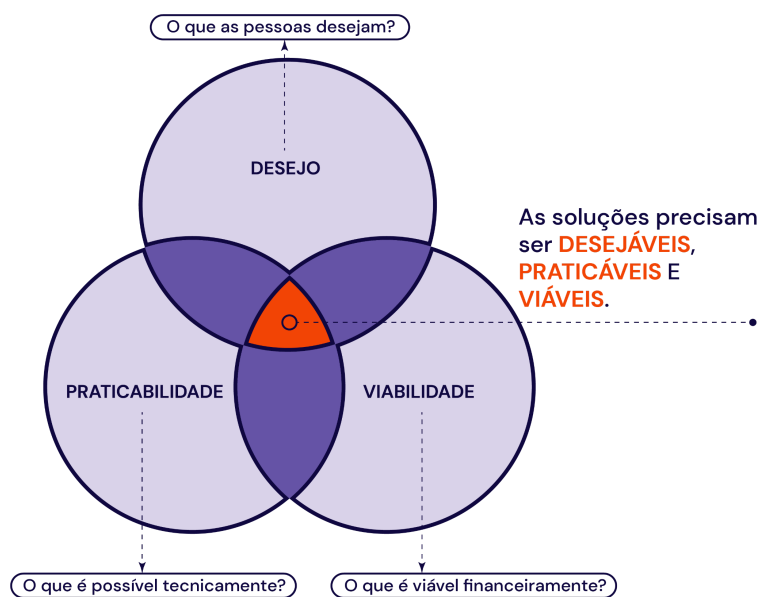 O que as pessoas desejam?
DESEJO
As soluções precisam
ser DESEJÁVEIS,
PRATICÁVEIS E
VIÁVEIS.
PRATICABILIDADE
VIABILIDADE
O que é possível tecnicamente?
O que é viável financeiramente?